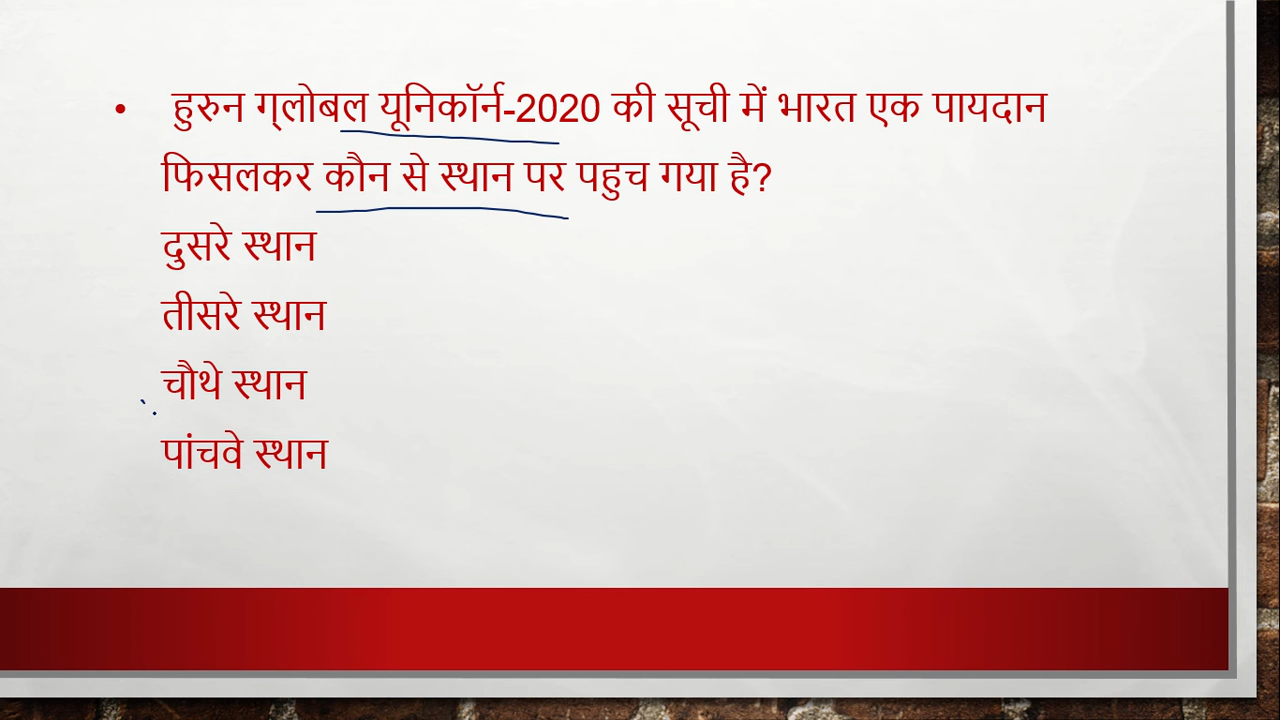 • हुरुन ग्लोबल यूनिकॉर्न-2020 की सूची में भारत एक पायदान
फिसलकर कौन से स्थान पर पहुच गया है?
दुसरे स्थान
तीसरे स्थान
चौथे स्थान
पांचवे स्थान